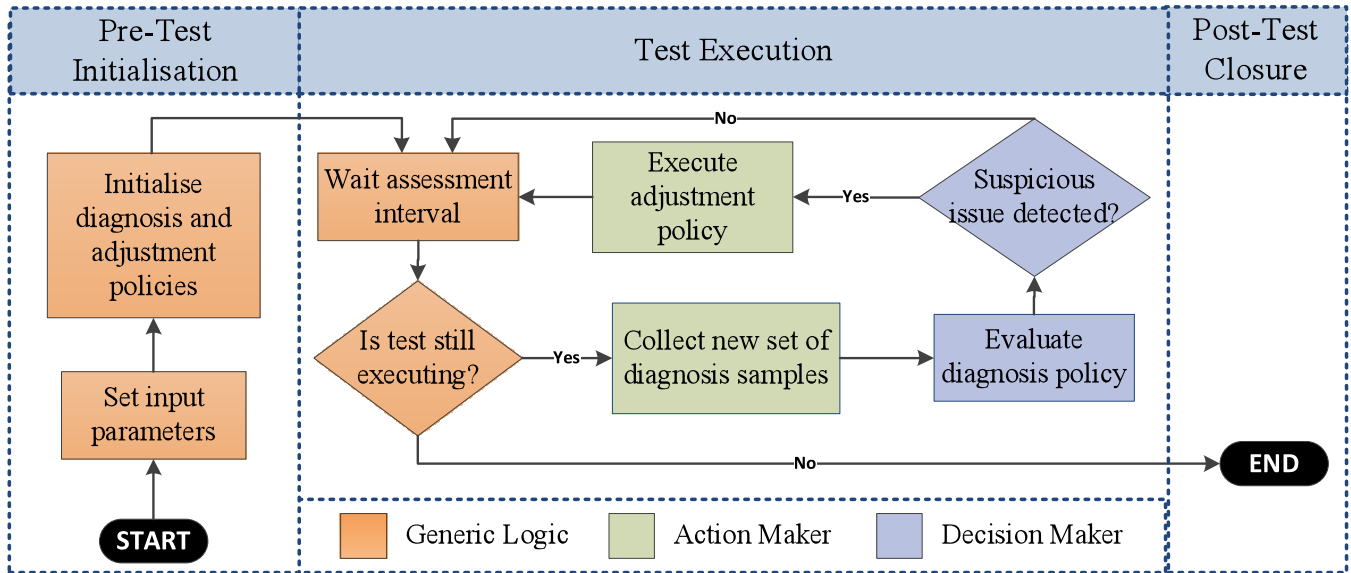 Pre-Test
Initialisation
Test Execution
Post-Test
Closure
Initialise
diagnosis and
adjustment
policies
Set input
parameters
START
Wait assessment
interval
Execute
adjustment
policy
Suspicious
issue detected?
No
Yes
Is test still
executing?
Yes
Collect new set of
diagnosis samples
Evaluate
diagnosis policy
No
END
Generic Logic
Action Maker
Decision Maker